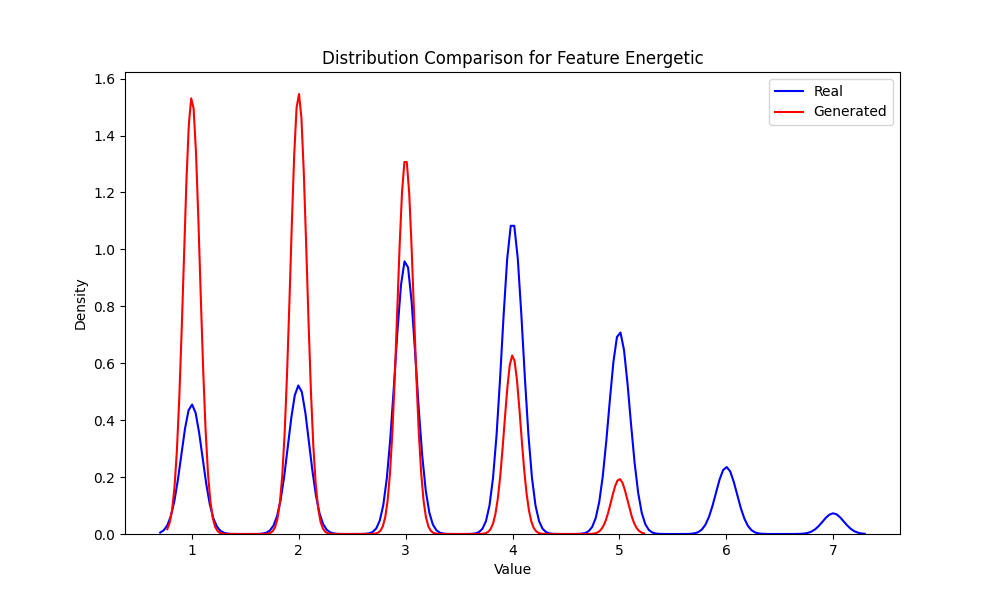 Distribution Comparison for Feature Energetic
Real
Generated
Density
1.6
1.4
1.2
1.0
0.8
0.6
0.4
0.2
0.0
1 2 3 4 5 6 7
Value